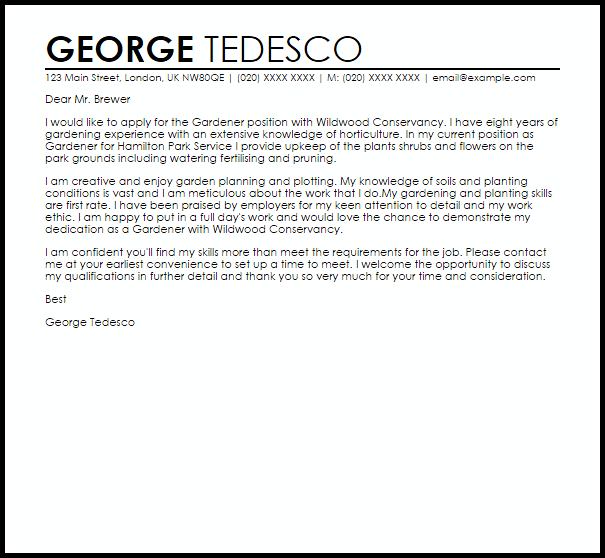 GEORGE TEDESCO
123 Main Street, London, UK NW80QE | (020) XXXX XXXX | M: (020) XXXX XXXX | email@example.com
Dear Mr. Brewer
I would like to apply for the Gardener position with Wildwood Conservancy. I have eight years of
gardening experience with an extensive knowledge of horticulture. In my current position as
Gardener for Hamilton Park Service I provide upkeep of the plants shrubs and flowers on the
park grounds including watering fertilising and pruning.
I am creative and enjoy garden planning and plotting. My knowledge of soils and planting
conditions is vast and I am meticulous about the work that I do.My gardening and planting skills
are first rate. I have been praised by employers for my keen attention to detail and my work
ethic. I am happy to put in a full day's work and would love the chance to demonstrate my
dedication as a Gardener with Wildwood Conservancy.
I am confident you'll find my skills more than meet the requirements for the job. Please contact
me at your earliest convenience to set up a time to meet. I welcome the opportunity to discuss
my qualifications in further detail and thank you so very much for your time and consideration.
Best
George Tedesco